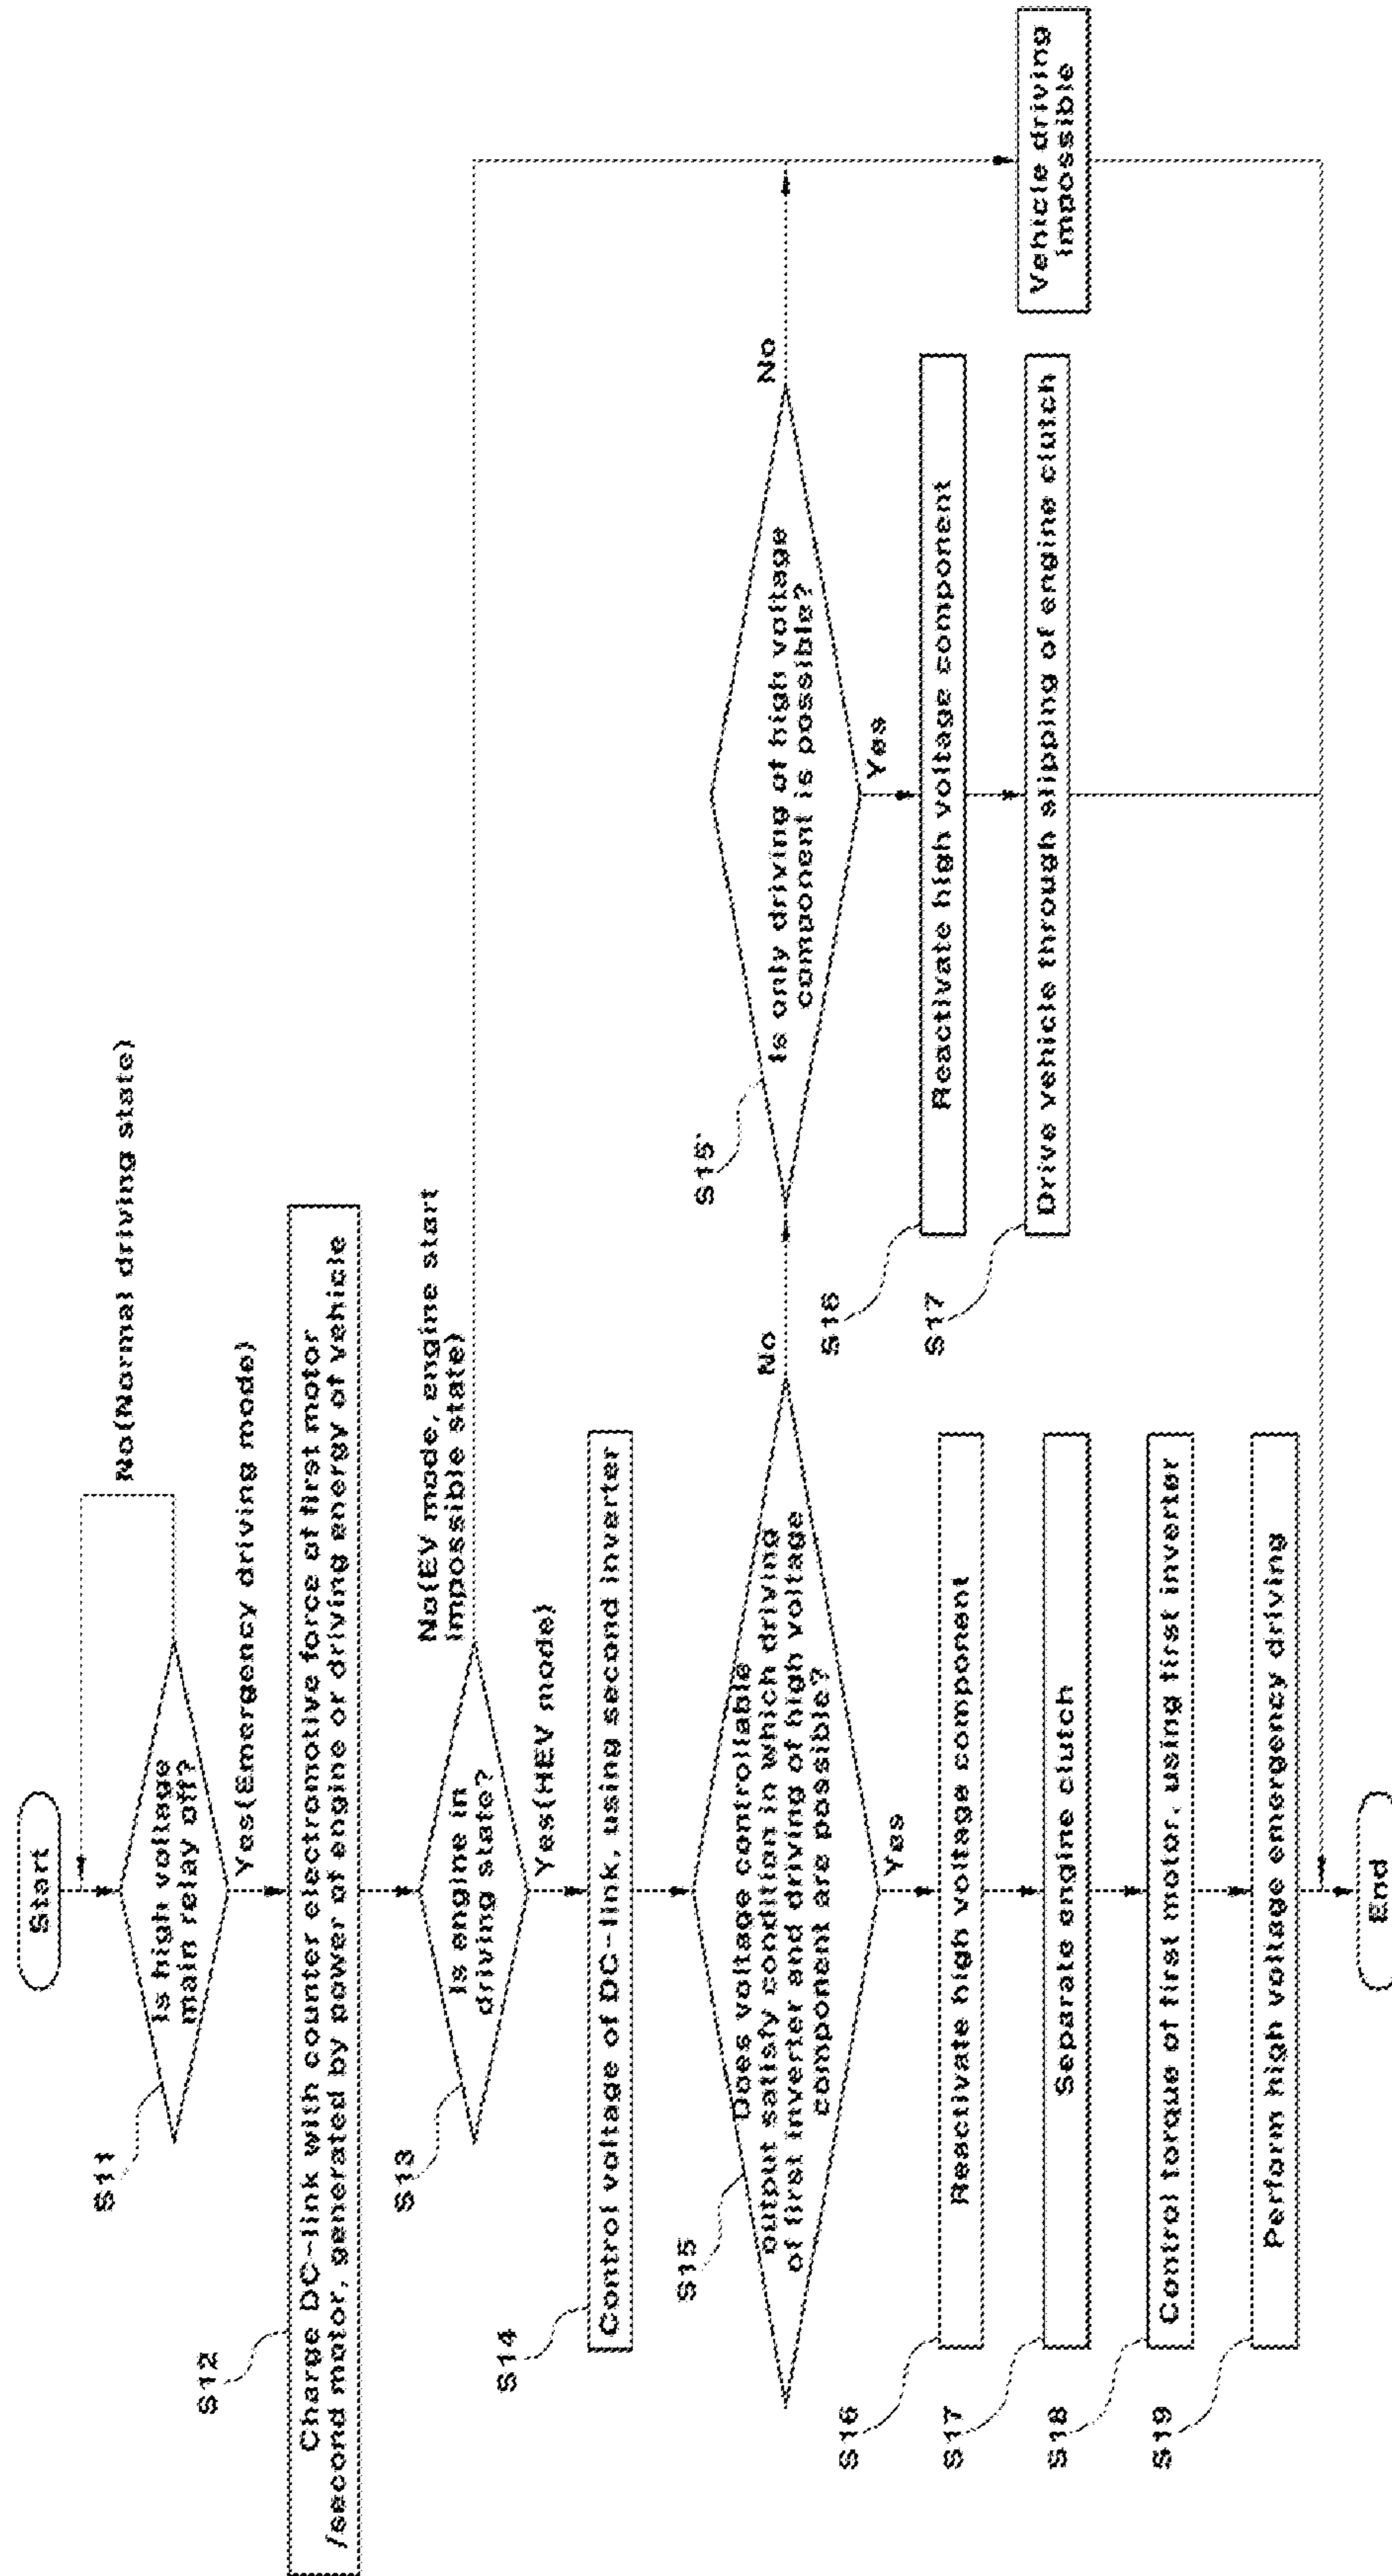 Start
S11
Is high voltage
main relay off?
No(Normal driving state)
Yes(Emergency driving mode)
S12
Charge DC-link with counter electromotive force of first motor
/second motor, generated by power of engine or driving energy of vehicle
S13
Is engine in
driving state?
No(EV mode, engine start
impossible state)
Yes(HEV mode)
S14
Control voltage of DC-link, using second inverter
S15
Does voltage controllable
output satisfy condition in which driving
of first inverter and driving of high voltage
component are possible?
No
S15'
Is only driving of high voltage
component is possible?
No
Yes
Yes
S16
Reactivate high voltage component
S16
Reactivate high voltage component
S17
Separate engine clutch
S17
Drive vehicle through slipping of engine clutch
Vehicle driving
impossible
S18
Control torque of first motor, using first inverter
S19
Perform high voltage emergency driving
End